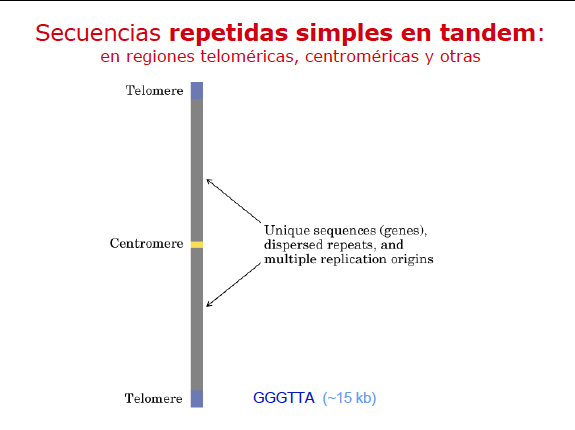 Secuencias repetidas simples en tandem:
en regiones teloméricas, centroméricas y otras
Telomere
Unique sequences (genes),
Centromere
dispersed repeats, and
multiple replication origins
Telomere
GGGTTA (~15 kb)